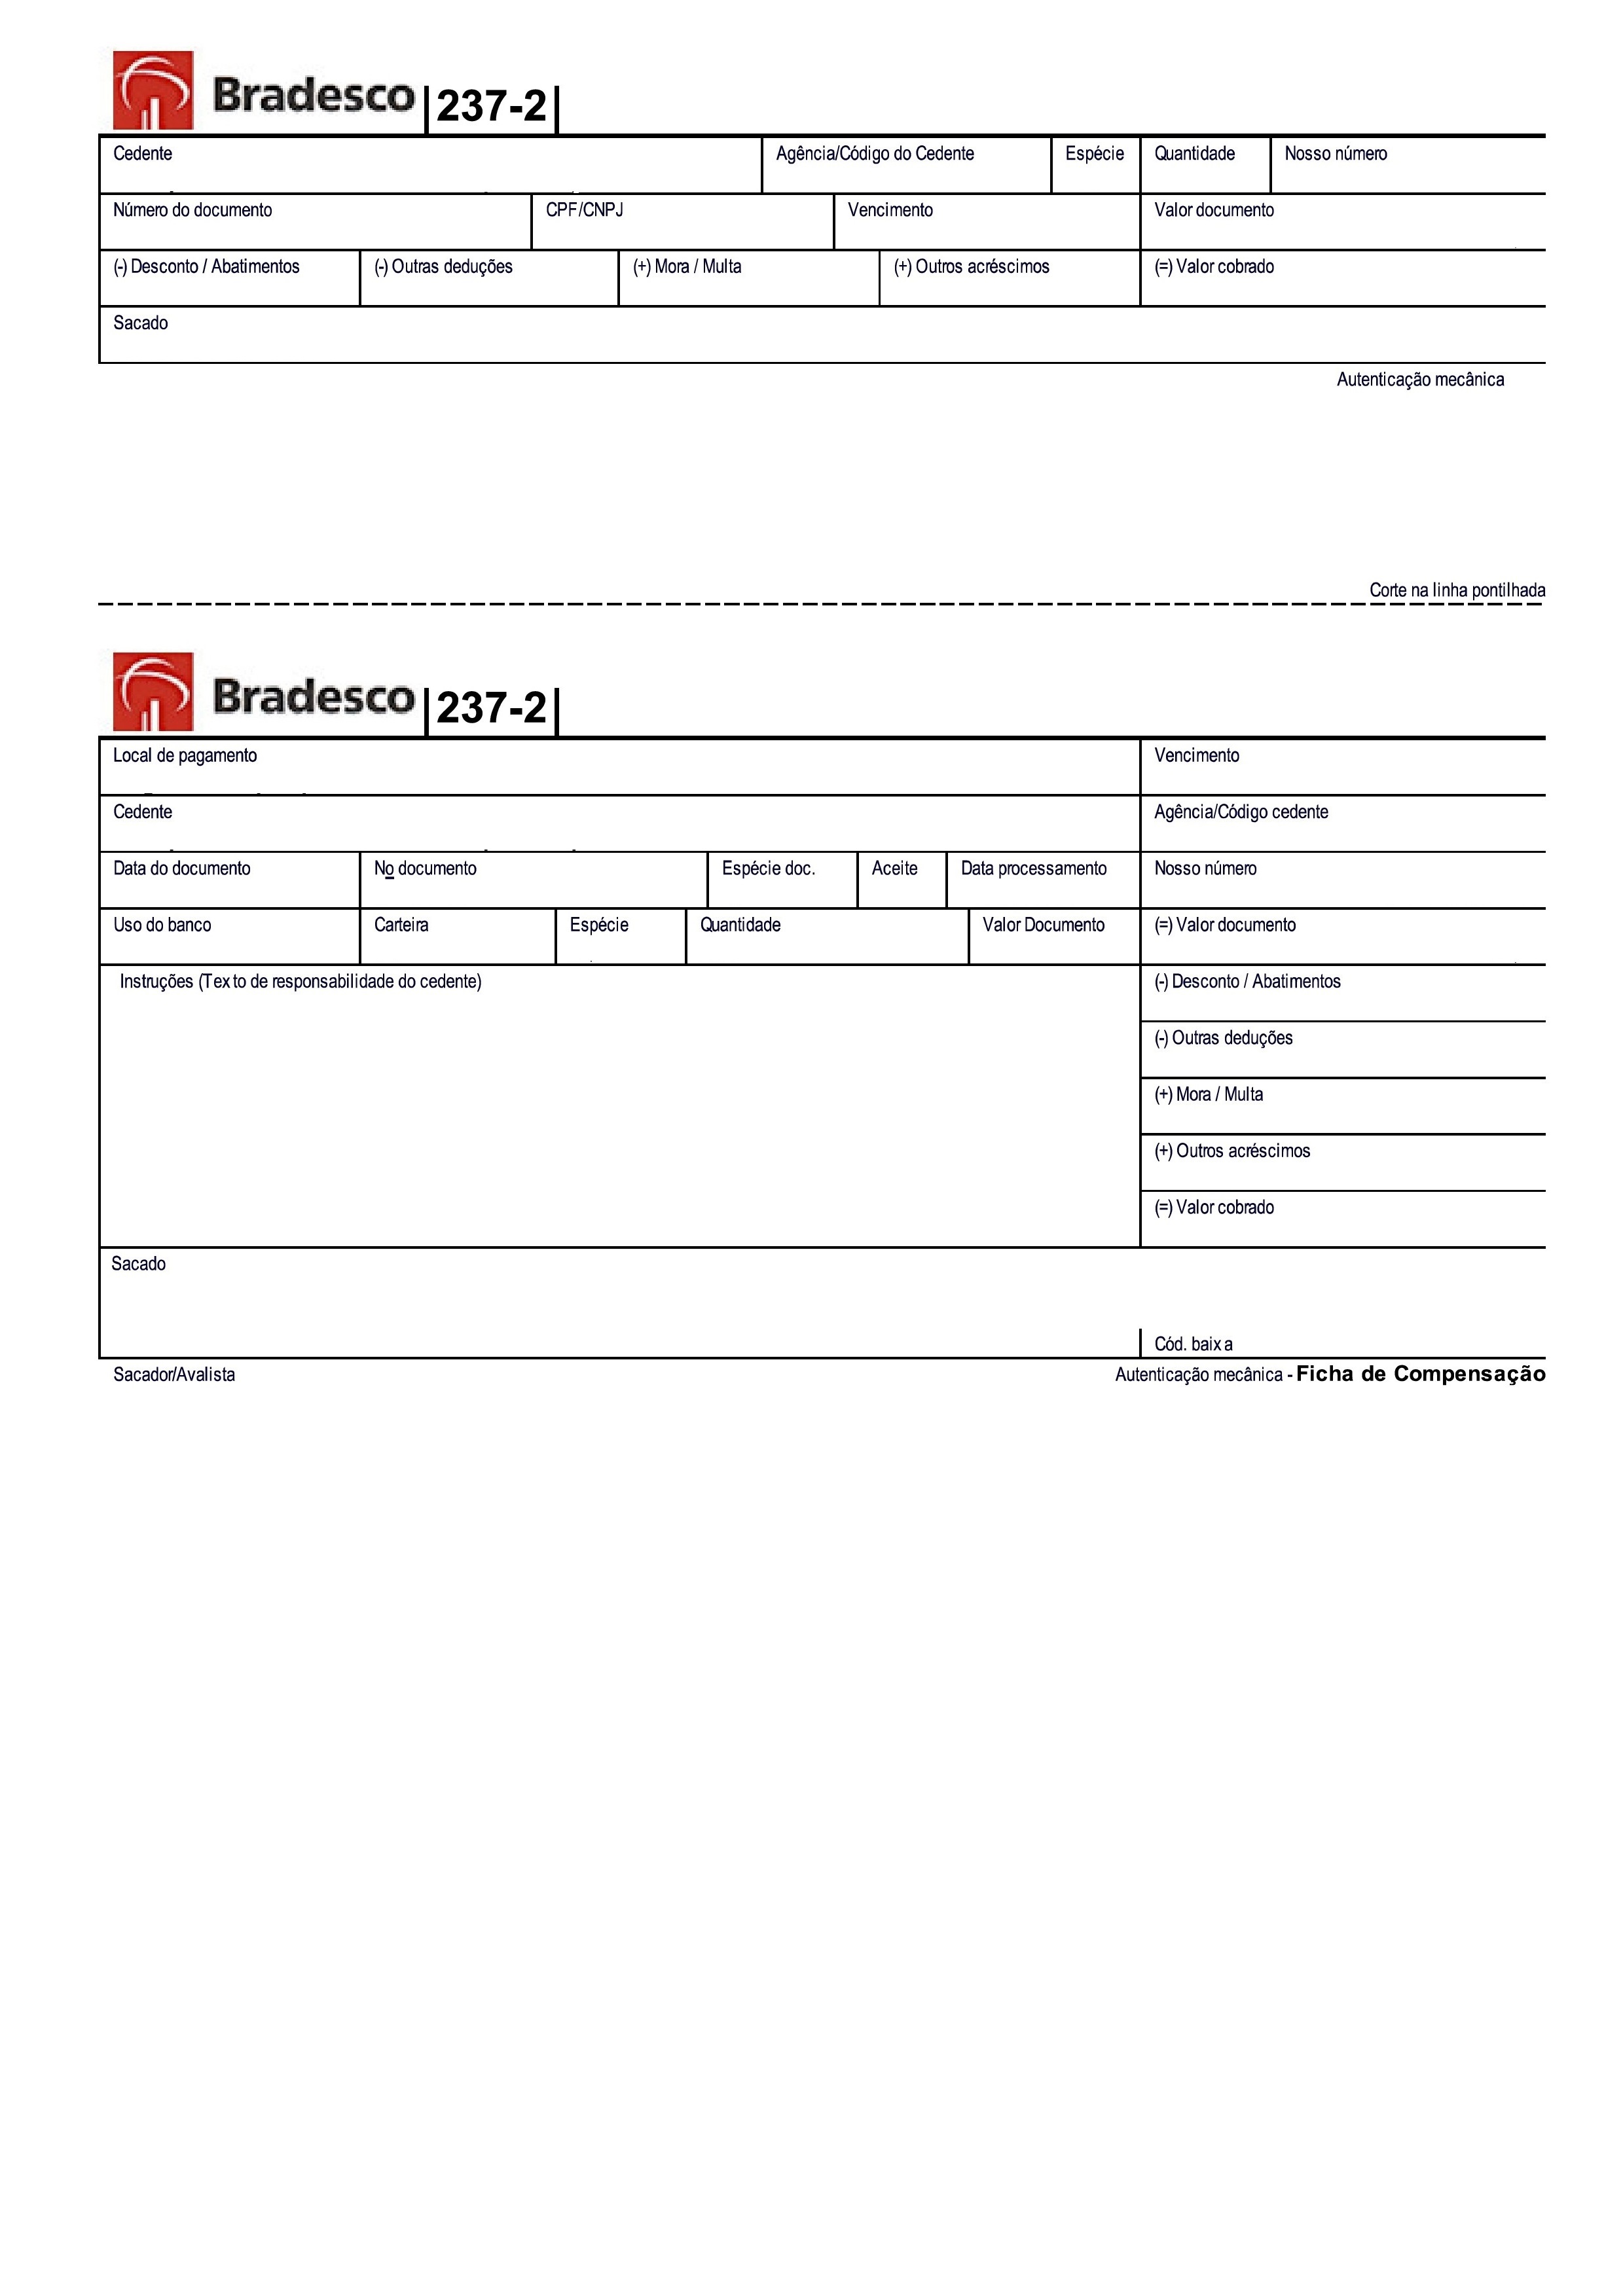 Bradesco |237-2|
Cedente Agência/Código do Cedente Espécie Quantidade Nosso número
Número do documento CPF/CNPJ Vencimento Valor documento
(-) Desconto / Abatimentos (-) Outras deduções (+) Mora / Multa (+) Outros acréscimos (=) Valor cobrado
Sacado
Autenticação mecânica
Corte na linha pontilhada
Bradesco |237-2|
Local de pagamento Vencimento
Cedente Agência/Código cedente
Data do documento No documento Espécie doc. Aceite Data processamento Nosso número
Uso do banco Carteira Espécie Quantidade Valor Documento (=) Valor documento
Instruções (Texto de responsabilidade do cedente) (-) Desconto / Abatimentos
(-) Outras deduções
(+) Mora / Multa
(+) Outros acréscimos
(=) Valor cobrado
Sacado
Cód. baixa
Sacador/Avalista Autenticação mecânica - Ficha de Compensação